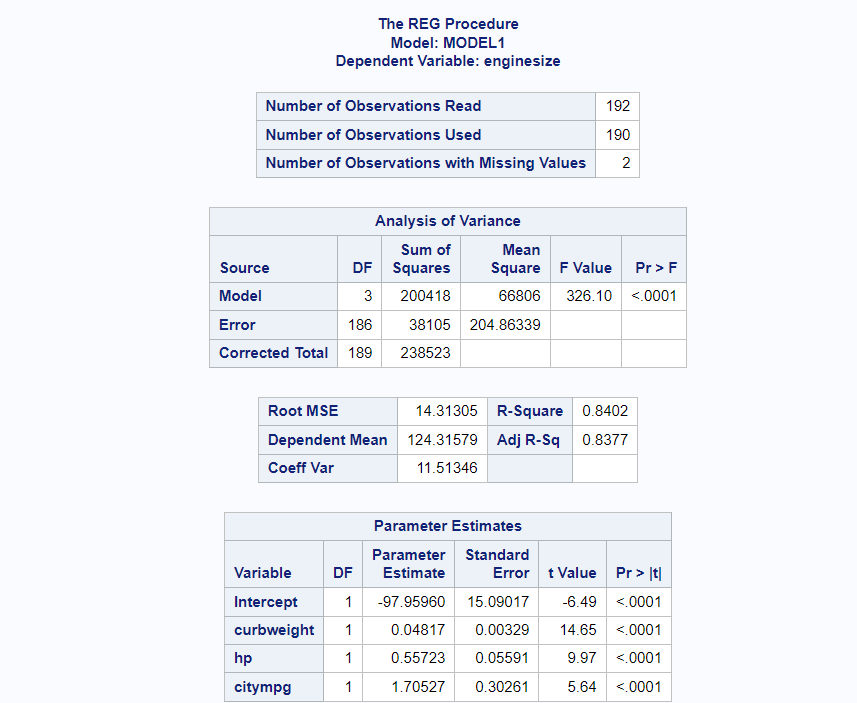 The REG Procedure
Model: MODEL1
Dependent Variable: enginesize
Number of Observations Read 192
Number of Observations Used 190
Number of Observations with Missing Values 2
Analysis of Variance
Source DF Sum of Squares Mean Square F Value Pr > F
Model 3 200418 66806 326.10 <.0001
Error 186 38105 204.86339
Corrected Total 189 238523
Root MSE 14.31305 R-Square 0.8402
Dependent Mean 124.31579 Adj R-Sq 0.8377
Coeff Var 11.51346
Parameter Estimates
Variable DF Parameter Estimate Standard Error t Value Pr > |t|
Intercept 1 -97.95960 15.09017 -6.49 <.0001
curbweight 1 0.04817 0.00329 14.65 <.0001
hp 1 0.55723 0.05591 9.97 <.0001
citympg 1 1.70527 0.30261 5.64 <.0001